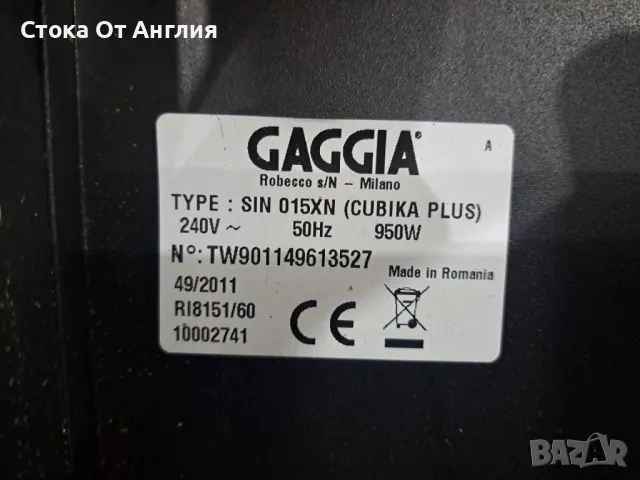 Стока От Англия
GAGGIA®
A
Robecco s/N – Milano
TYPE : SIN 015XN (CUBIKA PLUS)
240V ~ 50Hz 950W
Nº: TW901149613527
49/2011
Made in Romania
RI8151/60
10002741
CE
BAZAR